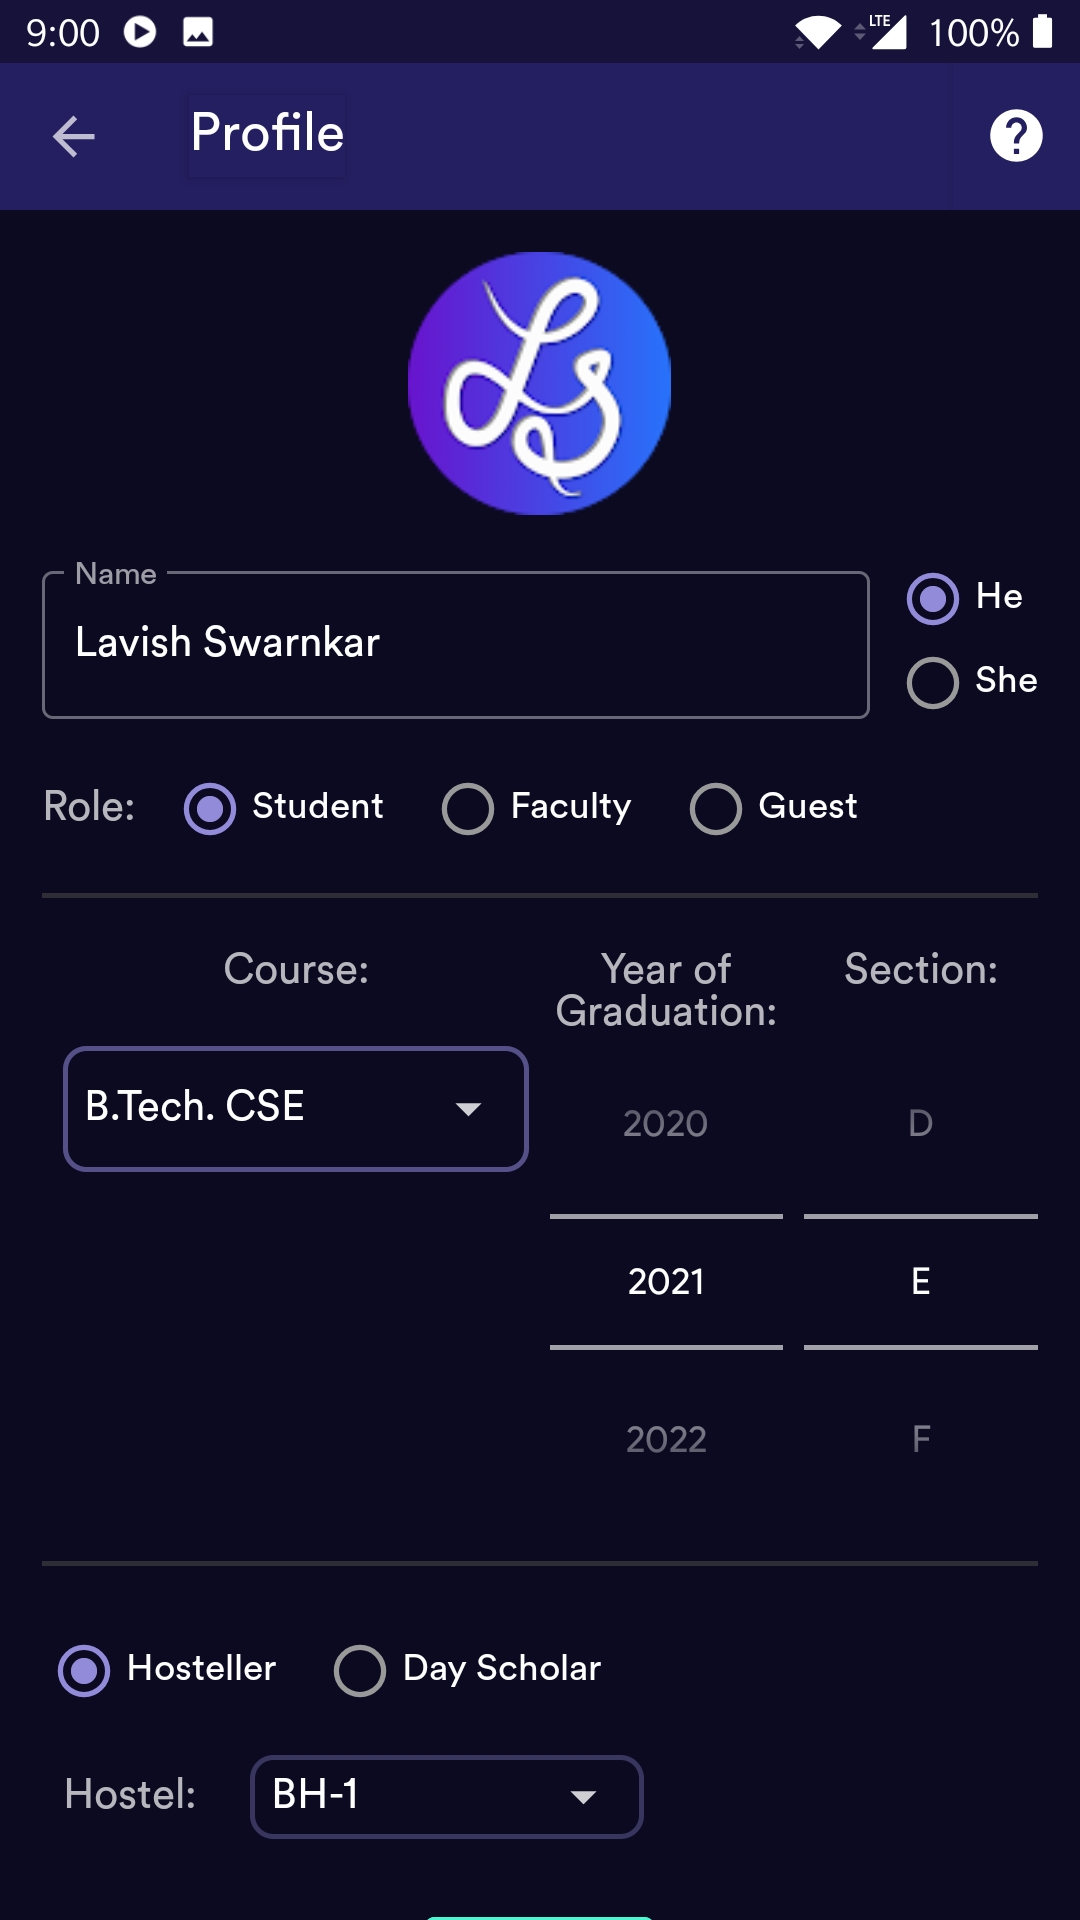 9:00 LTE 100%
Profile ?
LS
Name
Lavish Swarnkar
He
She
Role: Student Faculty Guest
Course: Year of Graduation: Section:
B.Tech. CSE
2020 D
2021 E
2022 F
Hosteller Day Scholar
Hostel: BH-1